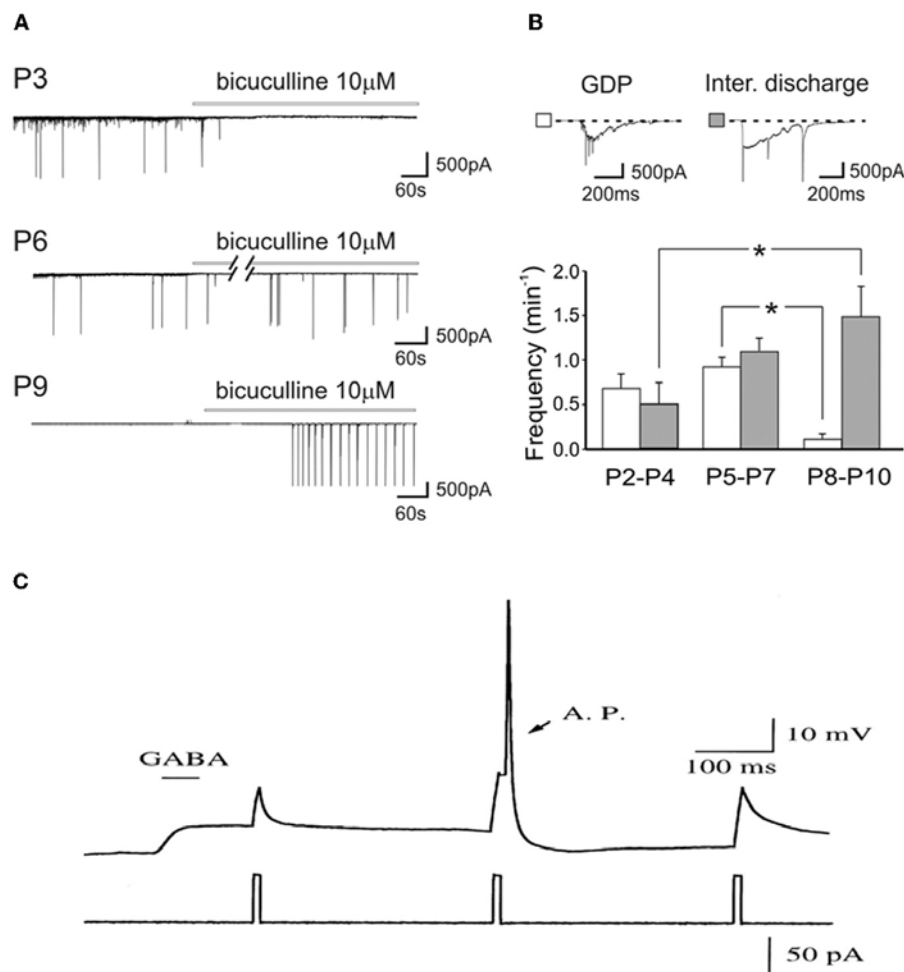 A
P3
bicuculline 10µM
500pA
60s
P6
bicuculline 10µM
500pA
60s
P9
bicuculline 10µM
500pA
60s
B
GDP
Inter. discharge
500pA
200ms
500pA
200ms
*
*
Frequency (min⁻¹)
2.0
1.5
1.0
0.5
0.0
P2-P4
P5-P7
P8-P10
C
GABA
A. P.
10 mV
100 ms
50 pA